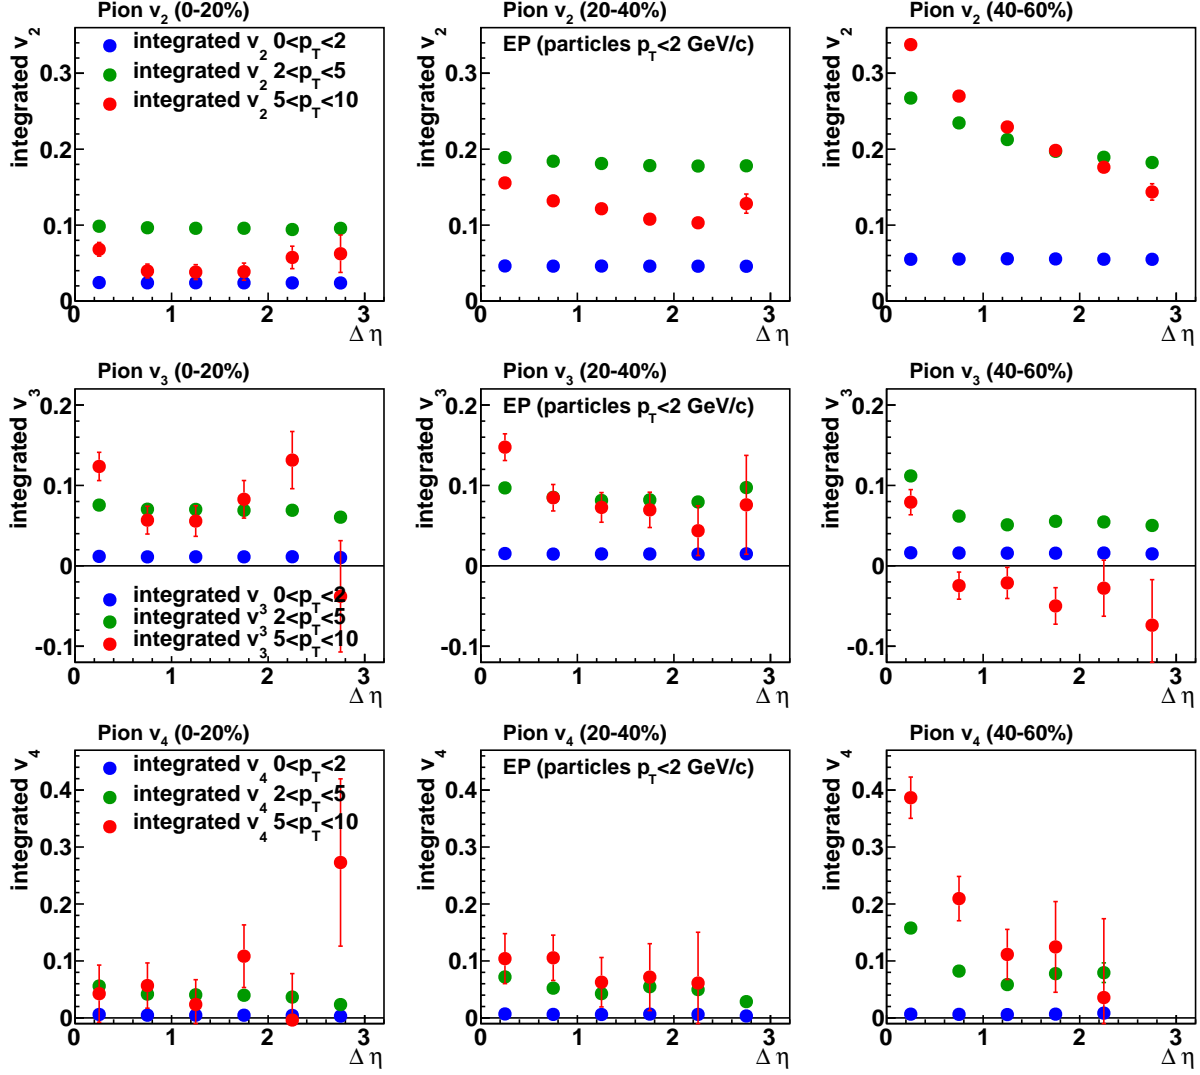 Pion v2 (0-20%)
integrated v2
integrated v2 0<pT<2
integrated v2 2<pT<5
integrated v2 5<pT<10
0.3
0.2
0.1
0
0 1 2 3
Δ η
Pion v2 (20-40%)
integrated v2
EP (particles pT<2 GeV/c)
0.3
0.2
0.1
0
0 1 2 3
Δ η
Pion v2 (40-60%)
integrated v2
0.3
0.2
0.1
0
0 1 2 3
Δ η
Pion v3 (0-20%)
integrated v3
0.2
0.1
0
-0.1
integrated v3 0<pT<2
integrated v3 2<pT<5
integrated v3 5<pT<10
0 1 2 3
Δ η
Pion v3 (20-40%)
integrated v3
EP (particles pT<2 GeV/c)
0.2
0.1
0
-0.1
0 1 2 3
Δ η
Pion v3 (40-60%)
integrated v3
0.2
0.1
0
-0.1
0 1 2 3
Δ η
Pion v4 (0-20%)
integrated v4
integrated v4 0<pT<2
integrated v4 2<pT<5
integrated v4 5<pT<10
0.4
0.3
0.2
0.1
0
0 1 2 3
Δ η
Pion v4 (20-40%)
integrated v4
EP (particles pT<2 GeV/c)
0.4
0.3
0.2
0.1
0
0 1 2 3
Δ η
Pion v4 (40-60%)
integrated v4
0.4
0.3
0.2
0.1
0
0 1 2 3
Δ η